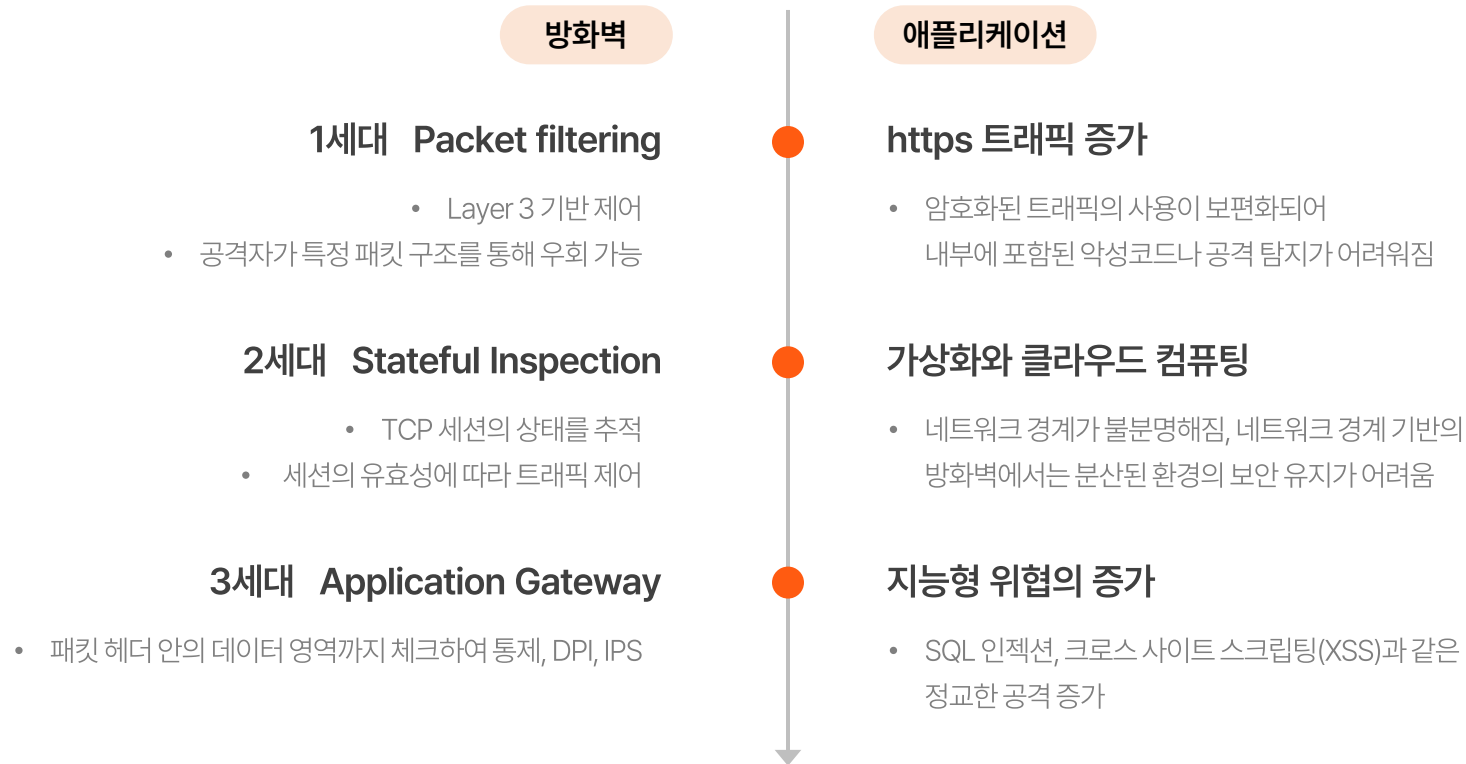 방화벽
애플리케이션
1세대 Packet filtering
• Layer 3 기반 제어
• 공격자가 특정 패킷 구조를 통해 우회 가능
https 트래픽 증가
• 암호화된 트래픽의 사용이 보편화되어
내부에 포함된 악성코드나 공격 탐지가 어려워짐
2세대 Stateful Inspection
• TCP 세션의 상태를 추적
• 세션의 유효성에 따라 트래픽 제어
가상화와 클라우드 컴퓨팅
• 네트워크 경계가 불분명해짐, 네트워크 경계 기반의
방화벽에서는 분산된 환경의 보안 유지가 어려움
3세대 Application Gateway
• 패킷 헤더 안의 데이터 영역까지 체크하여 통제, DPI, IPS
지능형 위협의 증가
• SQL 인젝션, 크로스 사이트 스크립팅(XSS)과 같은
정교한 공격 증가